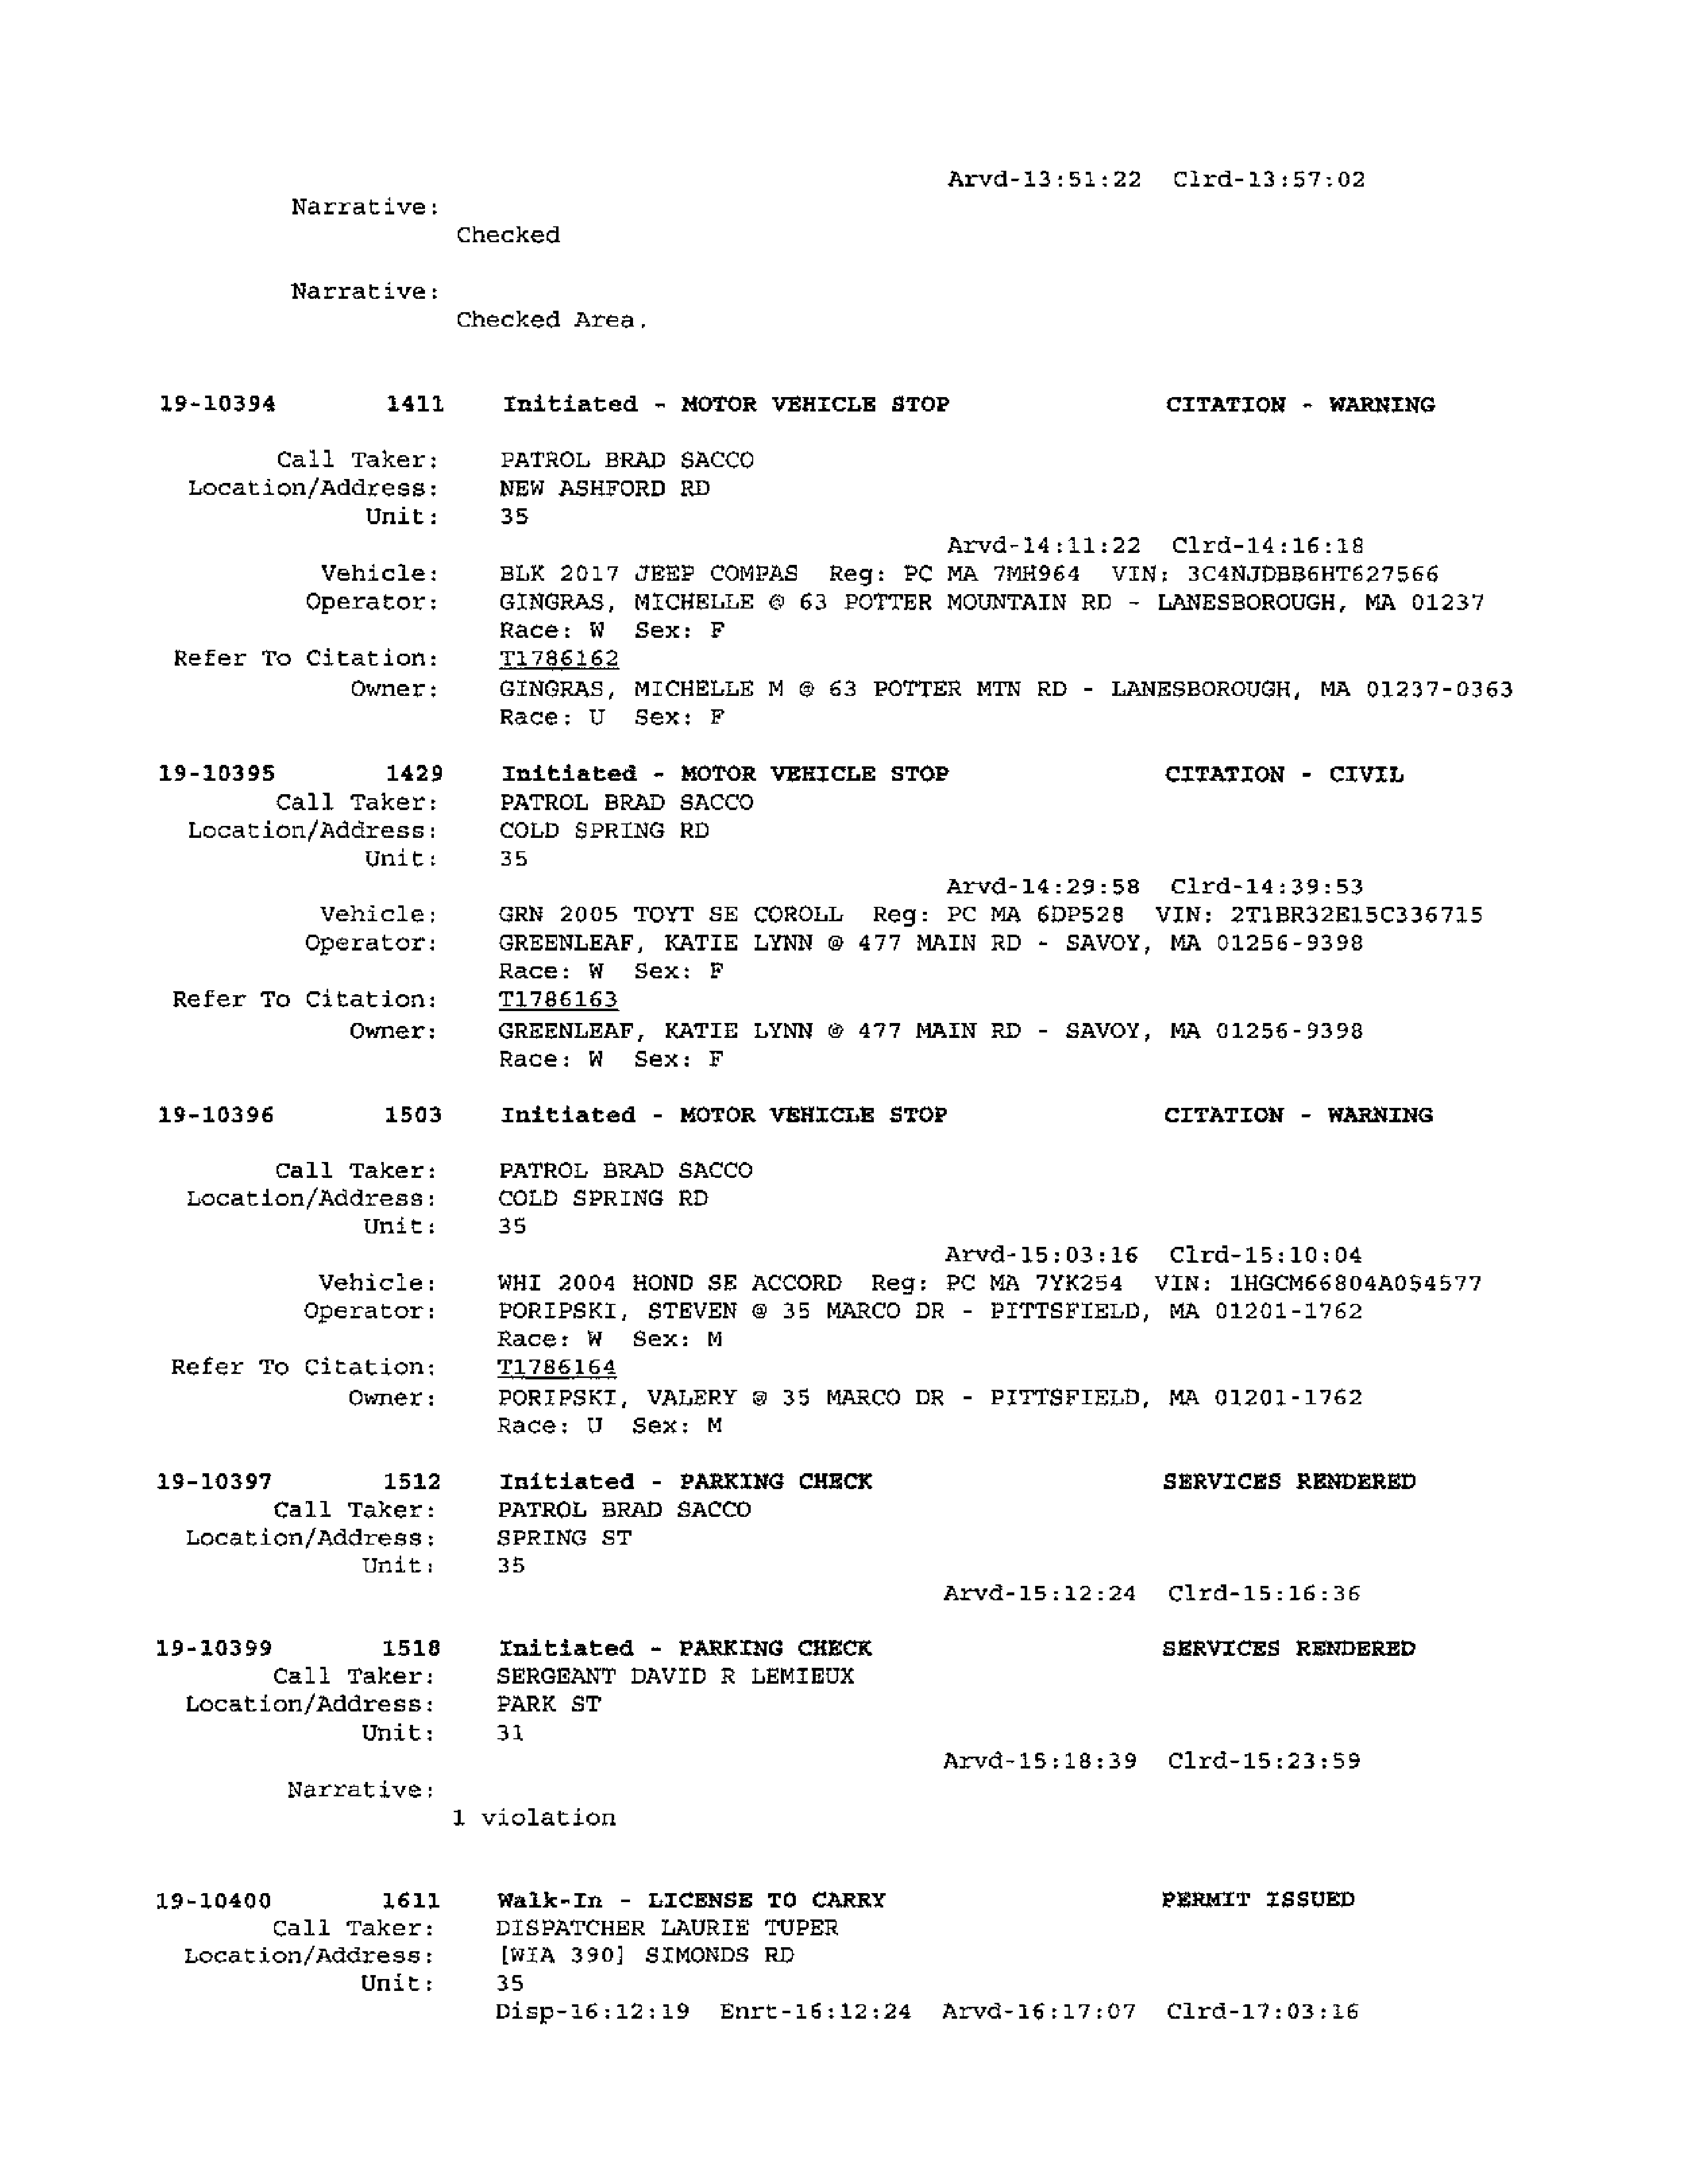 Arvd-13:51:22 Clrd-13:57:02
Narrative:
Checked
Narrative:
Checked Area.
19-10394 1411 Initiated - MOTOR VEHICLE STOP CITATION - WARNING
Call Taker: PATROL BRAD SACCO
Location/Address: NEW ASHFORD RD
Unit: 35
Arvd-14:11:22 Clrd-14:16:18
Vehicle: BLK 2017 JEEP COMPAS Reg: PC MA 7MH964 VIN: 3C4NJDBB6HT627566
Operator: GINGRAS, MICHELLE @ 63 POTTER MOUNTAIN RD - LANESBOROUGH, MA 01237
Race: W Sex: F
Refer To Citation: T1786162
Owner: GINGRAS, MICHELLE M @ 63 POTTER MTN RD - LANESBOROUGH, MA 01237-0363
Race: U Sex: F
19-10395 1429 Initiated - MOTOR VEHICLE STOP CITATION - CIVIL
Call Taker: PATROL BRAD SACCO
Location/Address: COLD SPRING RD
Unit: 35
Arvd-14:29:58 Clrd-14:39:53
Vehicle: GRN 2005 TOYT SE COROLL Reg: PC MA 6DP528 VIN: 2T1BR32E15C336715
Operator: GREENLEAF, KATIE LYNN @ 477 MAIN RD - SAVOY, MA 01256-9398
Race: W Sex: F
Refer To Citation: T1786163
Owner: GREENLEAF, KATIE LYNN @ 477 MAIN RD - SAVOY, MA 01256-9398
Race: W Sex: F
19-10396 1503 Initiated - MOTOR VEHICLE STOP CITATION - WARNING
Call Taker: PATROL BRAD SACCO
Location/Address: COLD SPRING RD
Unit: 35
Arvd-15:03:16 Clrd-15:10:04
Vehicle: WHI 2004 HOND SE ACCORD Reg: PC MA 7YK254 VIN: 1HGCM66804A054577
Operator: PORIPSKI, STEVEN @ 35 MARCO DR - PITTSFIELD, MA 01201-1762
Race: W Sex: M
Refer To Citation: T1786164
Owner: PORIPSKI, VALERY @ 35 MARCO DR - PITTSFIELD, MA 01201-1762
Race: U Sex: M
19-10397 1512 Initiated - PARKING CHECK SERVICES RENDERED
Call Taker: PATROL BRAD SACCO
Location/Address: SPRING ST
Unit: 35
Arvd-15:12:24 Clrd-15:16:36
19-10399 1518 Initiated - PARKING CHECK SERVICES RENDERED
Call Taker: SERGEANT DAVID R LEMIEUX
Location/Address: PARK ST
Unit: 31
Arvd-15:18:39 Clrd-15:23:59
Narrative:
1 violation
19-10400 1611 Walk-In - LICENSE TO CARRY PERMIT ISSUED
Call Taker: DISPATCHER LAURIE TUPER
Location/Address: [WIA 390] SIMONDS RD
Unit: 35
Disp-16:12:19 Enrt-16:12:24 Arvd-16:17:07 Clrd-17:03:16